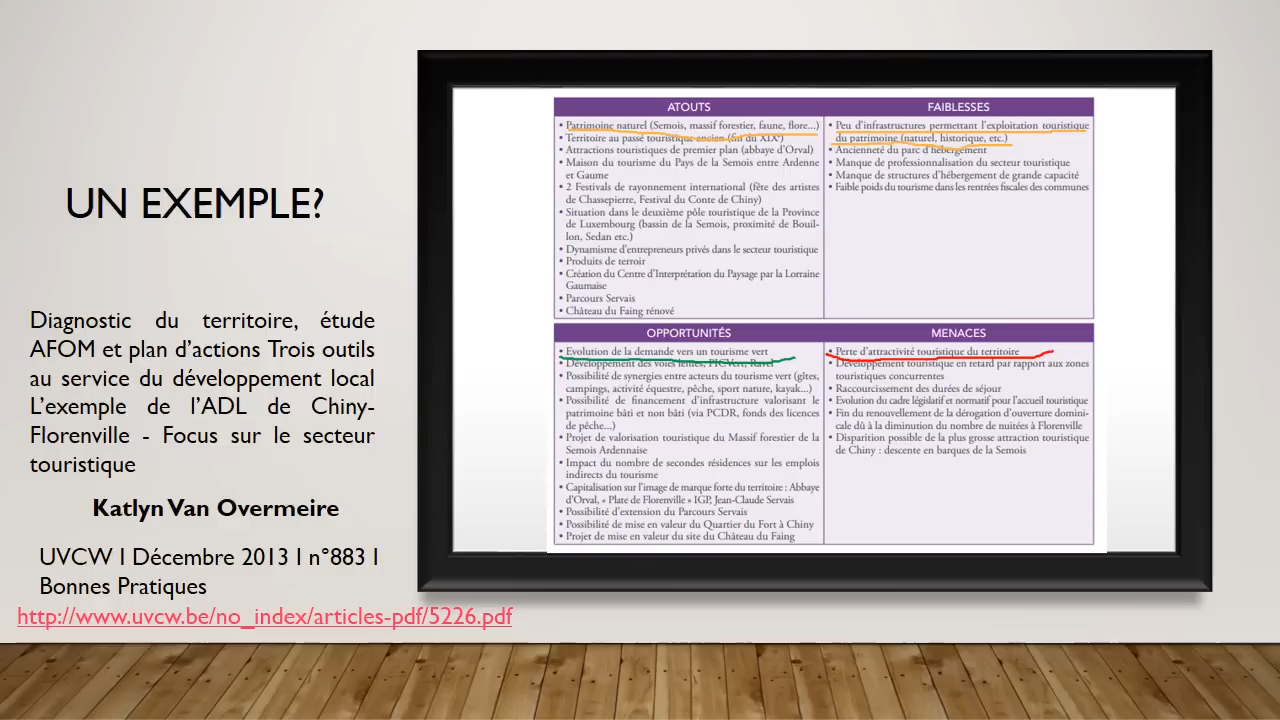 UN EXEMPLE?
Diagnostic du territoire, étude
AFOM et plan d'actions Trois outils
au service du développement local
L'exemple de l'ADL de Chiny-
Florenville - Focus sur le secteur
touristique
Katlyn Van Overmeire
UVCW I Décembre 2013 I n°883 I
Bonnes Pratiques
http://www.uvcw.be/no_index/articles-pdf/5226.pdf
ATOUTS
• Patrimoine naturel (Semois, massif forestier, faune, flore...)
• Territoire au passé touristique ancien (fin du XIXe)
• Attractions touristiques de premier plan (abbaye d'Orval)
• Maison du tourisme du Pays de la Semois entre Ardenne
et Gaume
• 2 Festivals de rayonnement international (fête des artistes
de Chassepierre, Festival du Conte de Chiny)
• Situation dans le deuxième pôle touristique de la Province
de Luxembourg (bassin de la Semois, proximité de Bouil-
lon, Sedan etc.)
• Dynamisme d'entrepreneurs privés dans le secteur touristique
• Produits de terroir
• Création du Centre d'Interprétation du Paysage par la Lorraine
Gaumaise
• Parcours Servais
• Château du Faing rénové
FAIBLESSES
• Peu d'infrastructures permettant l'exploitation touristique
du patrimoine (naturel, historique, etc.)
• Ancienneté du parc d'hébergement
• Manque de professionalisation du secteur touristique
• Manque de structures d'hébergement de grande capacité
• Faible poids du tourisme dans les rentrées fiscales des communes
OPPORTUNITÉS
• Evolution de la demande vers un tourisme vert
• Développement des voies lentes, PICVert, Ravel
• Possibilité de synergies entre acteurs du tourisme vert (gîtes,
campings, activité équestre, pêche, sport nature, kayak...)
• Possibilité de financement d'infrastructures valorisant le
patrimoine bâti et non bâti (via PCDR, fonds des licences
de pêche...)
• Projet de valorisation touristique du Massif forestier de la
Semois Ardennaise
• Impact du nombre de secondes résidences sur les emplois
indirects du tourisme
• Capitalisation sur l'image de marque forte du territoire : Abbaye
d'Orval, « Plate de Florenville » IGP, Jean-Claude Servais
• Possibilité d'extension du Parcours Servais
• Possibilité de mise en valeur du Quartier du Fort à Chiny
• Projet de mise en valeur du site du Château du Faing
MENACES
• Perte d'attractivité touristique du territoire
• Développement touristique en retard par rapport aux zones
touristiques concurrentes
• Raccourcissement des durées de séjour
• Evolution du cadre législatif et normatif pour l'accueil touristique
• Fin du renouvellement de la dérogation d'ouverture domini-
cale dû à la diminution du nombre de nuitées à Florenville
• Disparition possible de la plus grosse attraction touristique
de Chiny : descente en barques de la Semois